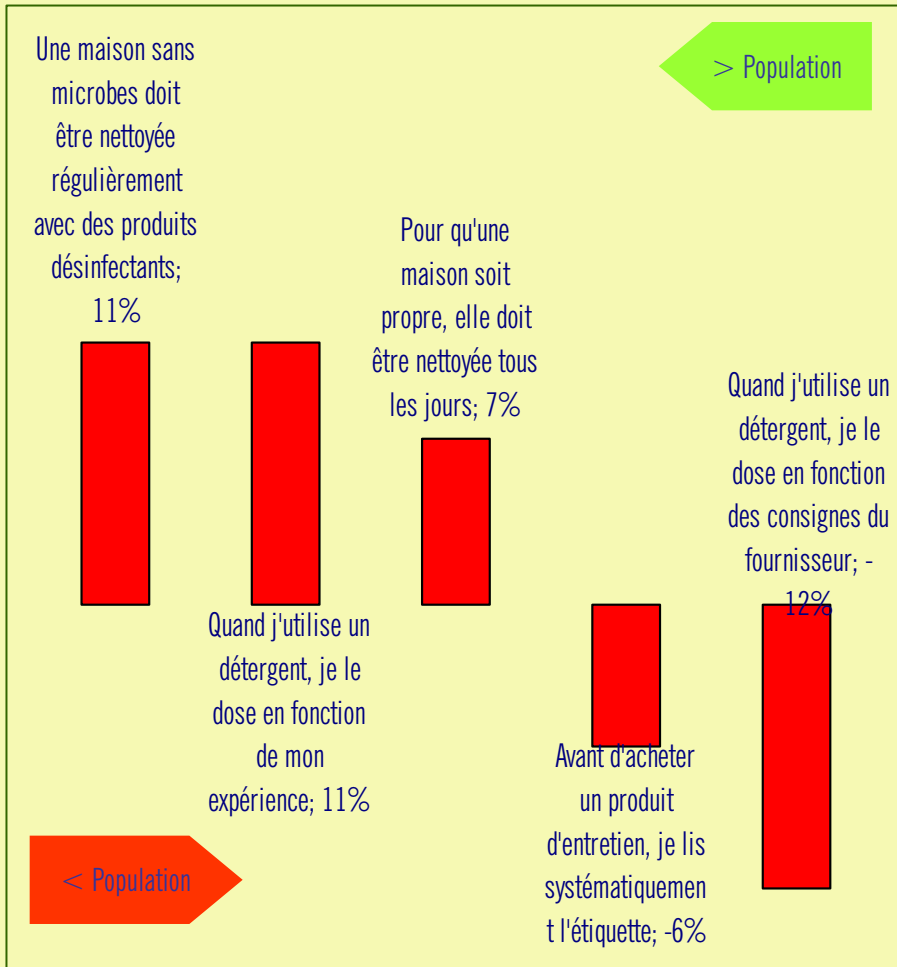 Une maison sans
microbes doit
être nettoyée
régulièrement
avec des produits
désinfectants;
11%
> Population
Pour qu'une
maison soit
propre, elle doit
être nettoyée tous
les jours; 7%
Quand j'utilise un
détergent, je le
dose en fonction
des consignes du
fournisseur; -
12%
Quand j'utilise un
détergent, je le
dose en fonction
de mon
expérience; 11%
Avant d'acheter
un produit
d'entretien, je lis
systématiquemen
t l'étiquette; -6%
< Population